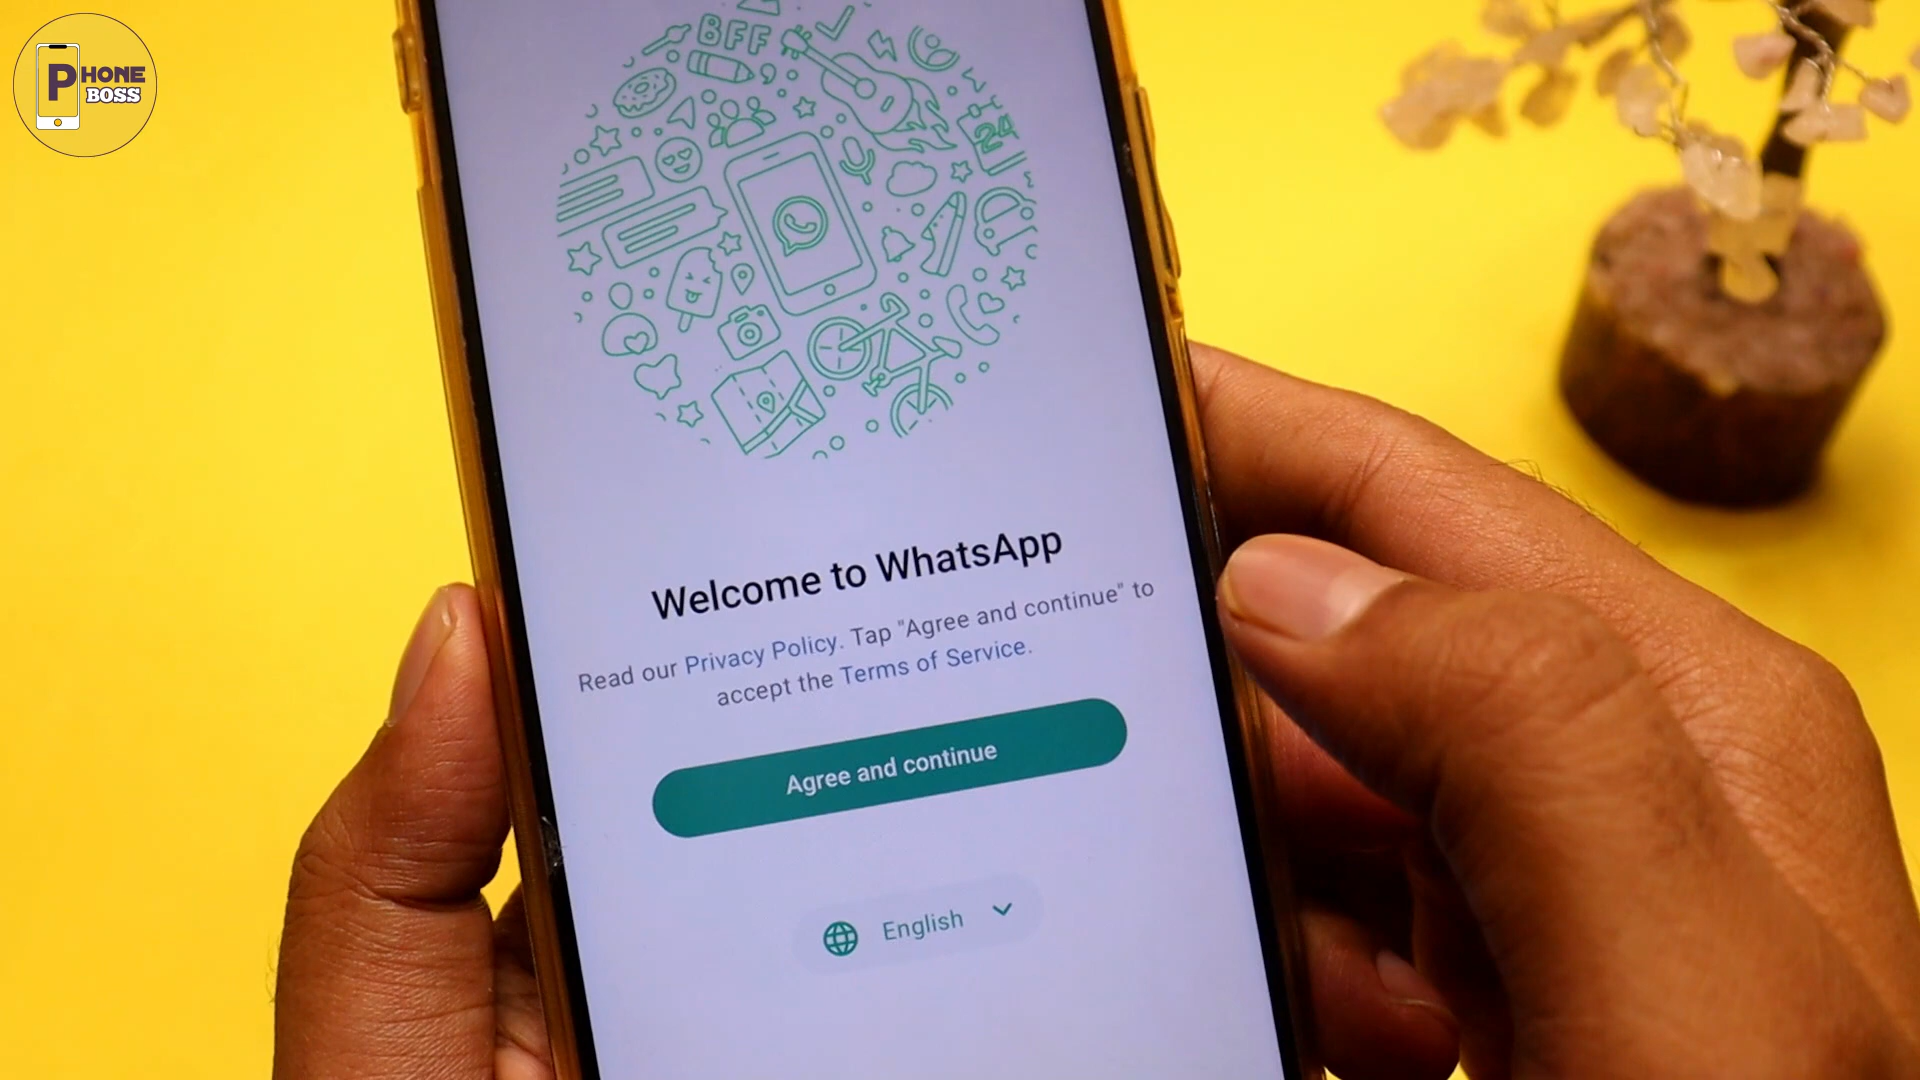 PHONE
BOSS
BFF
24
Welcome to WhatsApp
Read our Privacy Policy. Tap "Agree and continue" to
accept the Terms of Service.
Agree and continue
English